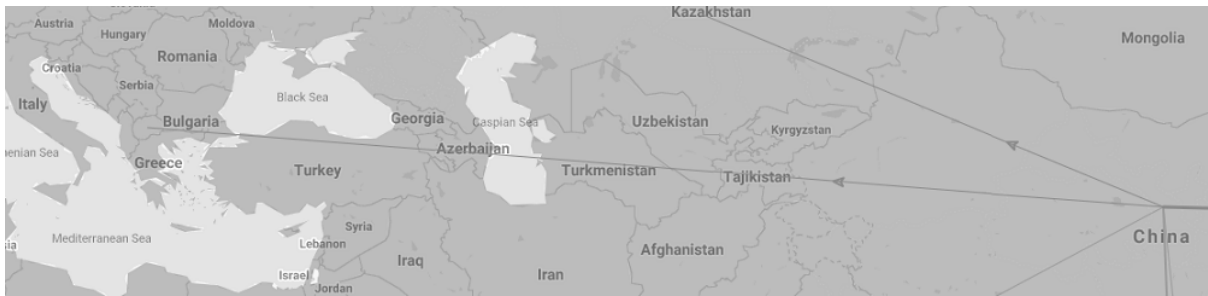 Kazakhstan
Austria
Moldova
Hungary
Mongolia
Romania
Croatia
Serbia
Italy
Black Sea
Bulgaria
Georgia
Caspian Sea
Uzbekistan
Kyrgyzstan
Azerbaijan
Greece
Turkey
Turkmenistan
Tajikistan
Syria
China
Mediterranean Sea
Lebanon
Afghanistan
Iraq
Iran
Israel
Jordan